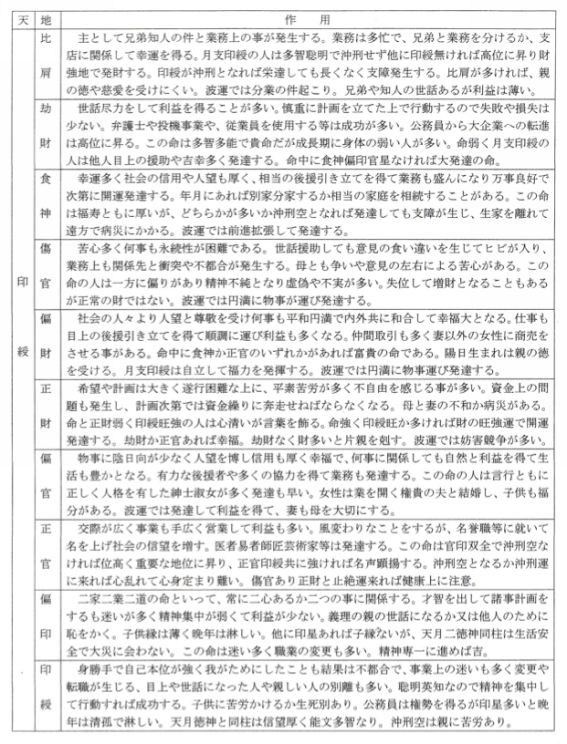 天 地 作 用
印 綬
比 肩
主として兄弟知人の件と業務上の事が発生する。業務は多忙で、兄弟と業務を分けるか、支
店に関係して幸運を得る。月支印綬の人は多智聡明で沖刑せず他に印綬無ければ高位に昇り財
強地で発財する。印綬が沖刑となれば栄達しても長くなく支障発生する。比肩が多ければ、親
の徳や慈愛を受けにくい。波運では分業の件起こり。兄弟や知人の世話あるが利益は薄い。
劫 財
世話尽力をして利益を得ることが多い。慎重に計画を立てた上で行動するので失敗や損失は
少ない。弁護士や投機事業や、従業員を使用する等は成功が多い。公務員から大企業への転進
は高位に昇る。この命は多智多能で貴命だが成長期に身体の弱い人が多い。命弱く月支印綬の
人は他人目上の援助や吉幸多く発達する。命中に食神偏印官星なければ大発達の命。
食 神
幸運多く社会の信用や人望も厚く、相当の後援引き立てを得て業務も盛んになり万事良好で
次第に開運発達する。年月にあれば別家分家するか相当の家庭を相続することがある。この命
は福寿ともに厚いが、どちらかが多いか沖刑空となれば発達しても支障が生じ、生家を離れて
遠方で病災にかかる。波運では前進拡張して発達する。
傷 官
苦心多く何事も永続性が困難である。世話援助しても意見の食い違いを生じてヒビが入り、
業務上も関係先と衝突や不都合が発生する。母とも争いや意見の左右による苦心がある。この
命の人は一方に偏りがあり精神不純となり虚偽や不実が多い。失位して増財となることもある
が正常の財ではない。波運では円満に物事が運び発達する。
偏 財
社会の人々より人望と尊敬を受け何事も平和円満で内外共に和合して幸福大となる。仕事も
目上の後援引き立てを得て順調に運び利益も多くなる。仲間取引も多く妻以外の女性に商売を
させる事がある。命中に食神か正官のいずれかがあれば富貴の命である。陽日生まれは親の徳
を受ける。月支印綬は自立して福力を発揮する。波運では円満に物事運び発達する。
正 財
希望や計画は大きく遂行困難な上に、平素苦労が多く不自由を感じる事が多い。資金上の問
題も発生し、計画次第では資金繰りに奔走せねばならなくなる。母と妻の不和か病災がある。
命と正財弱く印綬旺強の人は心清いが言葉を飾る。命強く印綬旺か多ければ財の旺強運で開運
発達する。劫財か正官あれば幸福。劫財なく財多いと片親を剋す。波運では妨害競争が多い。
偏 官
物事に陰日向が少なく人望を博し信用も厚く幸福で、何事に関係しても自然と利益を得て生
活も豊かとなる。有力な後援者や多くの協力を得て業務も発達する。この命の人は言行ともに
正しく人格を有した紳士淑女が多く発達も早い。女性は業を開く権貴の夫と結婚し、子供も福
分がある。波運では発達して利益を得て、妻も母を大切にする。
正 官
交際が広く事業も手広く営業して利益も多い。風変わりなことをするが、名誉職等に就いて
名を上げ社会の信望を増す。医者易者師匠芸術家等は発達する。この命は官印双全で沖刑空
なければ位高く重要な地位に昇り、正官印綬共に強ければ名声顕揚する。沖刑空となるか沖刑運
に来れば心乱れて心身定まり難い。傷官あり正財と止絶運来れば健康上に注意。
偏 印
二家二業二道の命といって、常に二心あるか二つの事に関係する。才智を出して諸事計画を
するも迷いが多く精神集中が弱くて利益が少ない。義理の親の世話になるか又は他人のために
恥をかく。子供縁は薄く晩年は淋しい。他に印星あれば子縁ないが、天月二徳神同柱は生活安
全で大災に会わない。この命は迷い多く職業の変更も多い。精神専一に進めば吉。
印 綬
身勝手で自己本位が強く我がためにしたことも結果は不都合で、事業上の迷いも多く変更や
転職が生じる、目上や世話になった人や親しい人の別離も多い。聡明英知なので精神を集中し
て行動すれば成功する。子供に苦労かけるか生死別あり。公務員は権勢を得るが印星多いと晩
年は清孤で淋しい。天月徳神と同柱は信望厚く能文多智なり。沖刑空は親に苦労あり。